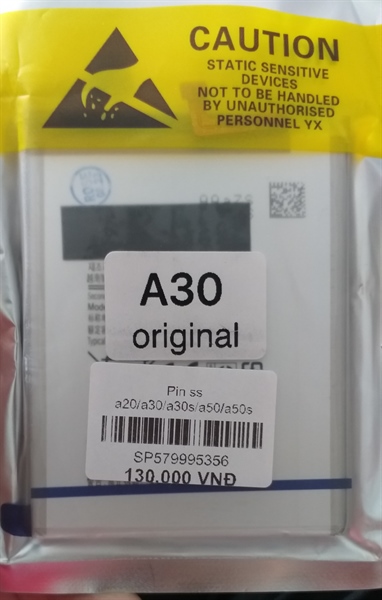 CAUTION
STATIC SENSITIVE
DEVICES
NOT TO BE HANDLED
BY UNAUTHORISED
PERSONNEL YX
A30
original
Pin ss
a20/a30/a30s/a50/a50s
SP579995356
130.000 VNĐ